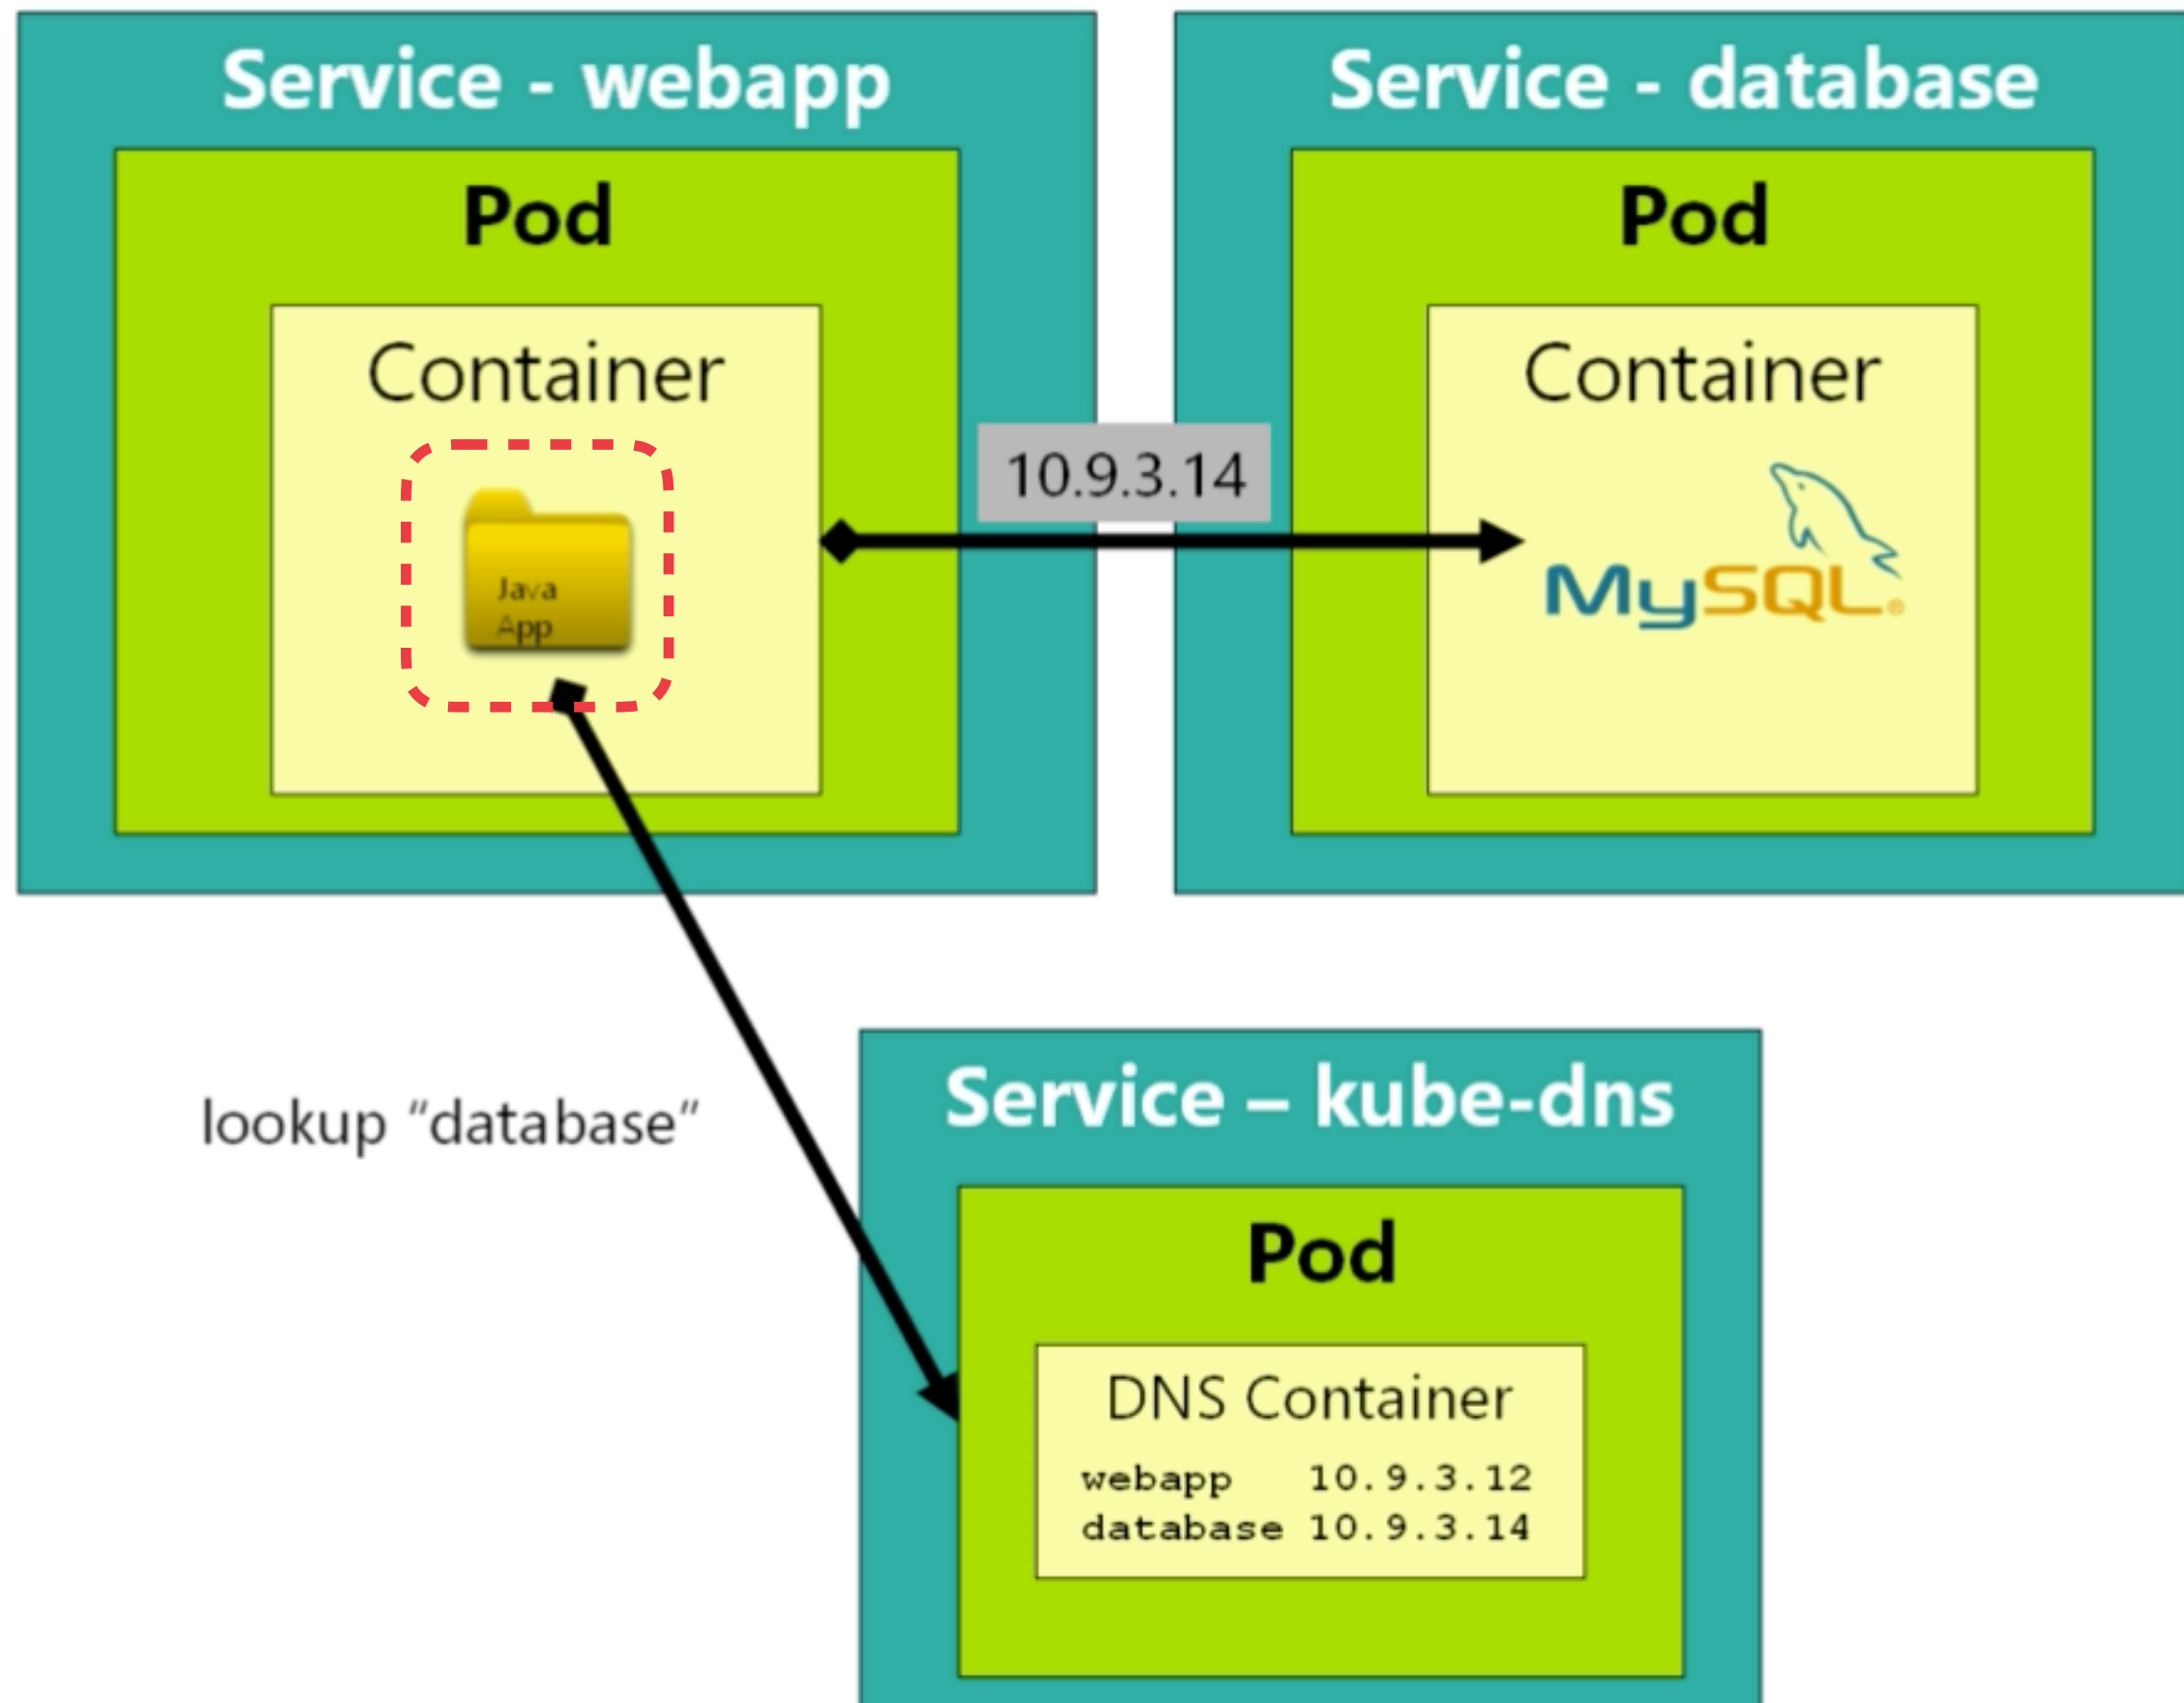 Service - webapp
Pod
Container
Java
App
10.9.3.14
Service - database
Pod
Container
MySQL®
lookup “database”
Service – kube-dns
Pod
DNS Container
webapp 10.9.3.12
database 10.9.3.14